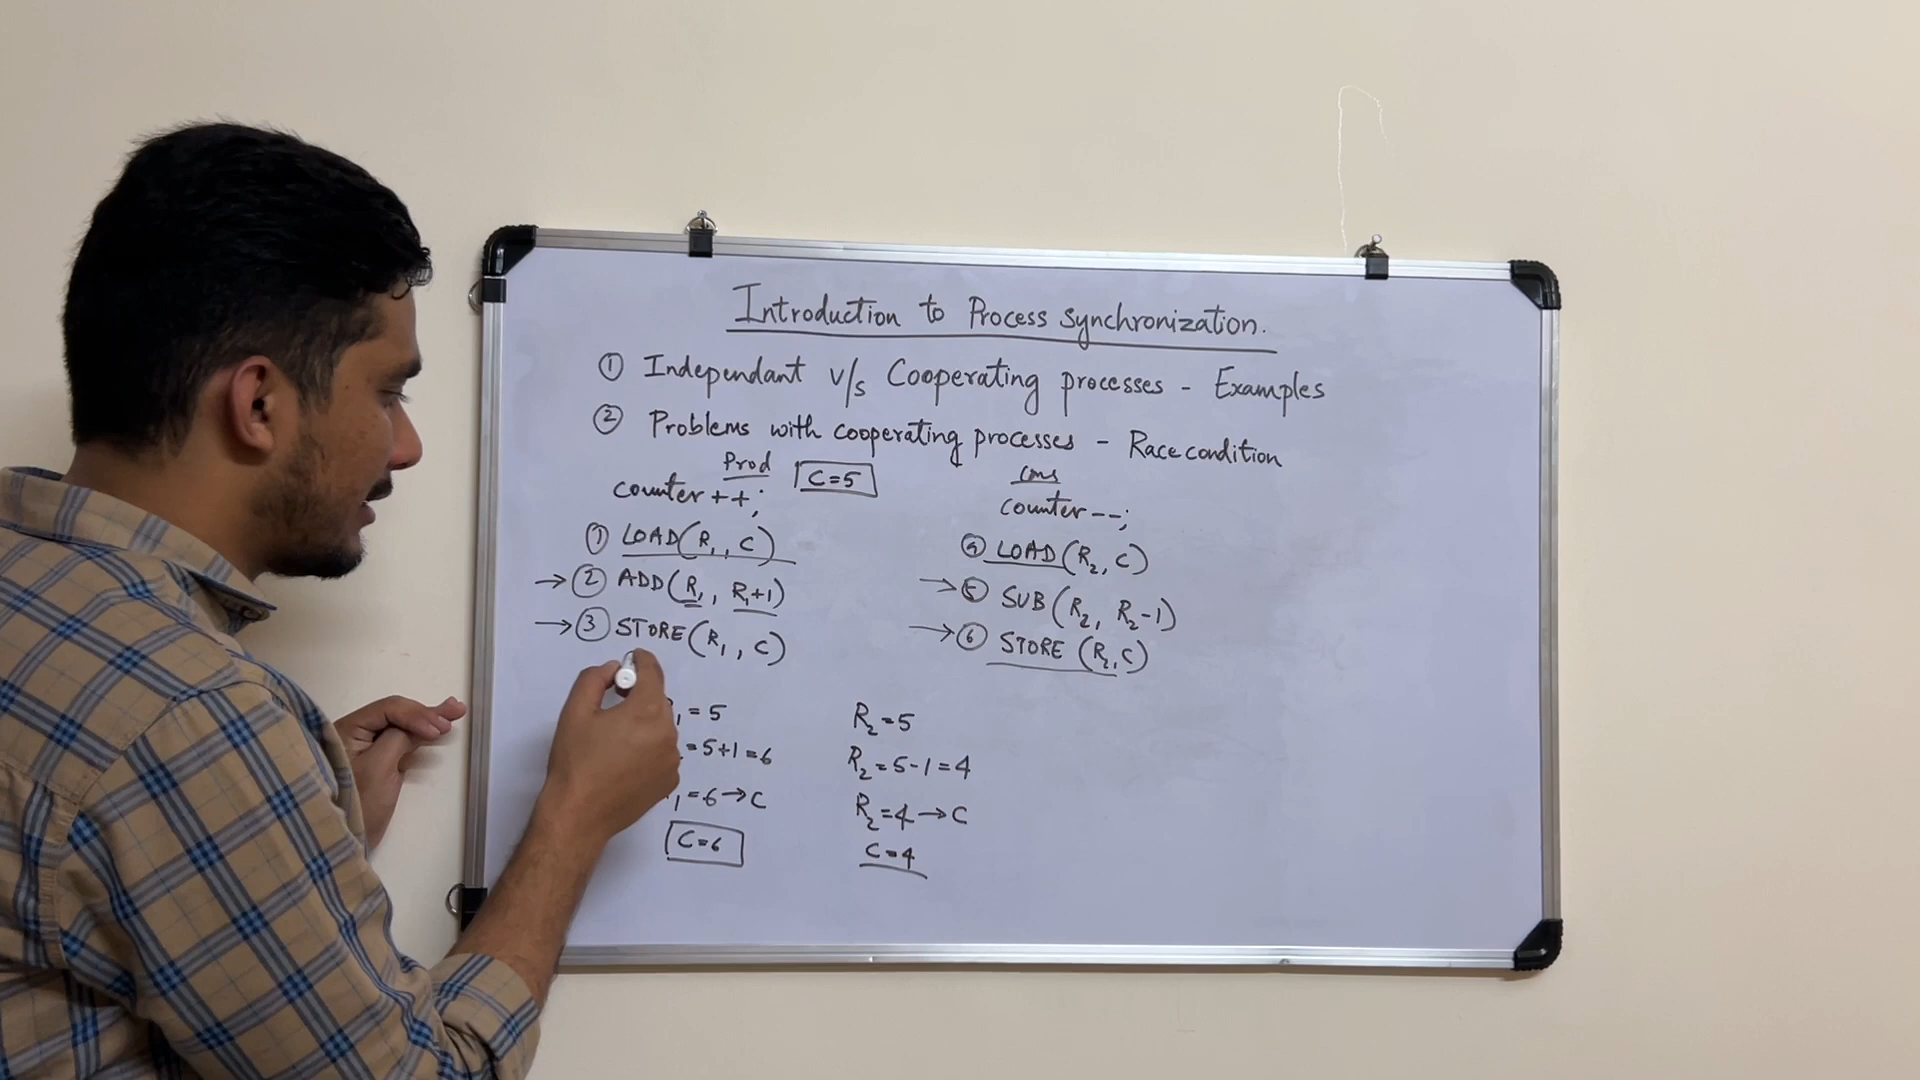 Introduction to Process Synchronization.
① Independant v/s Cooperating processes - Examples
② Problems with cooperating processes - Race condition
Prod
C=5
counter++;
① LOAD(R1, C)
→ ② ADD(R1, R1+1)
→ ③ STORE(R1, C)
cons
counter--;
④ LOAD(R2, C)
→ ⑤ SUB(R2, R2-1)
→ ⑥ STORE (R2, C)
1 = 5
= 5+1 = 6
1 = 6 → C
C=6
R2 = 5
R2 = 5-1 = 4
R2 = 4 → C
C=4